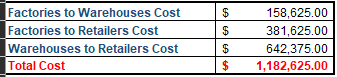 Factories to Warehouses Cost $ 158,625.00
Factories to Retailers Cost $ 381,625.00
Warehouses to Retailers Cost $ 642,375.00
Total Cost $ 1,182,625.00